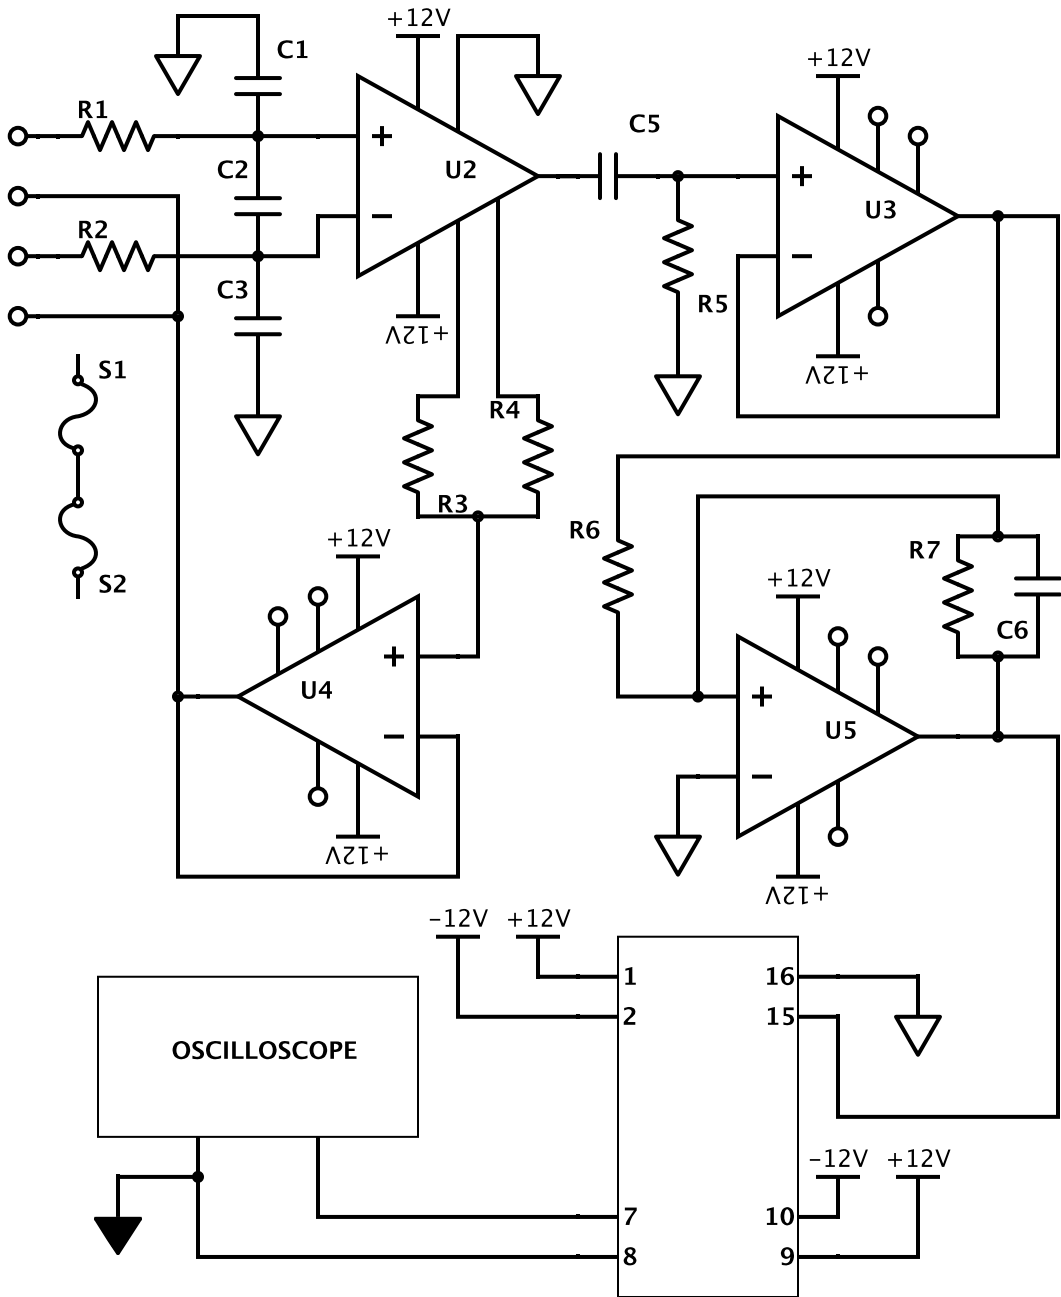 +12V
C1
+12V
R1
C5
+
U2
+
C2
U3
R2
−
−
C3
R5
+12V
S1
+12V
R4
R3
R6
+12V
R7
+12V
S2
C6
+
U4
+
−
U5
−
+12V
+12V
−12V
+12V
1
16
2
15
OSCILLOSCOPE
−12V
+12V
7
10
8
9